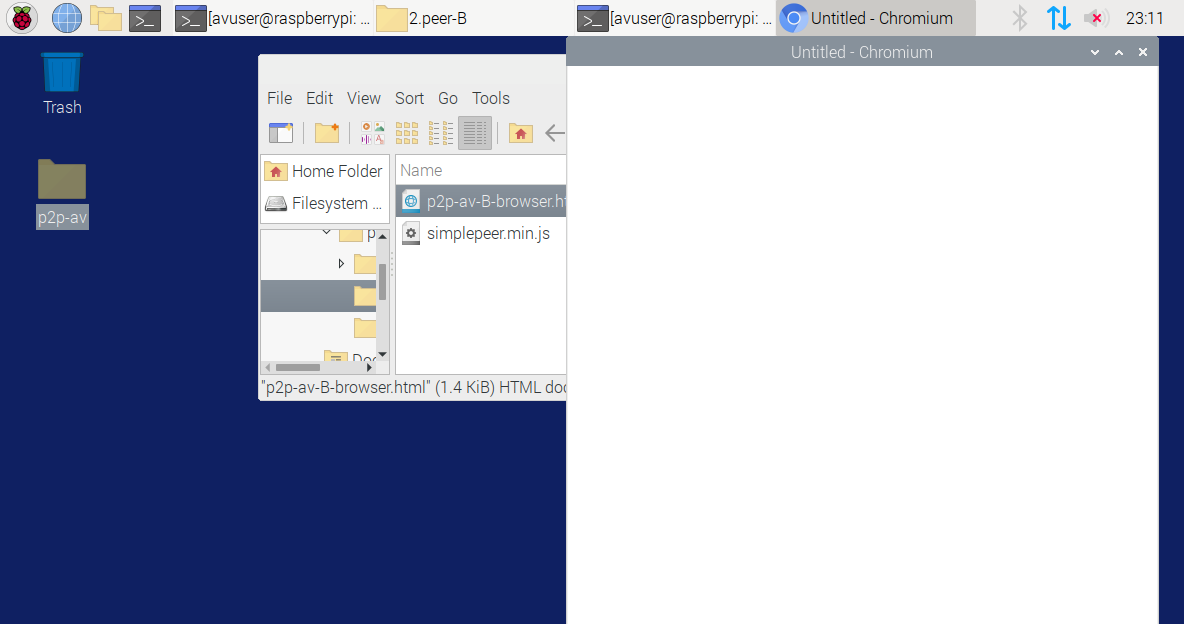 [avuser@raspberrypi: ... 2.peer-B [avuser@raspberrypi: ... Untitled - Chromium 23:11
Untitled - Chromium
Trash
p2p-av
File Edit View Sort Go Tools
Home Folder
Filesystem ...
Name
p2p-av-B-browser.ht
simplepeer.min.js
p
Doc
"p2p-av-B-browser.html" (1.4 KiB) HTML doc